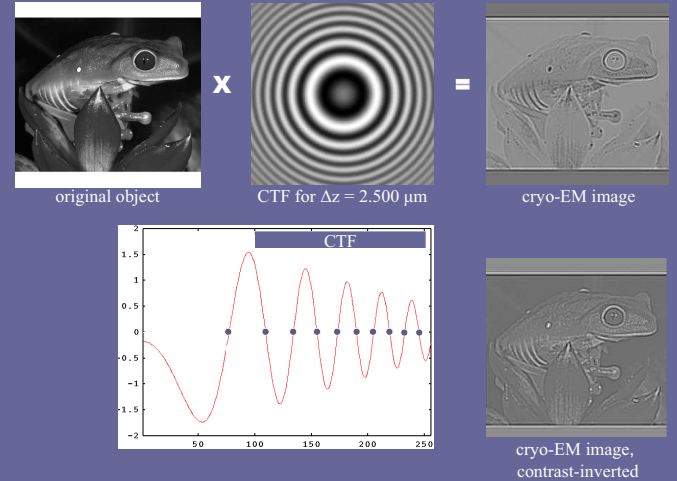 x
=
original object
CTF for Δz = 2.500 μm
cryo-EM image
CTF
2
1.5
1
0.5
0
-0.5
-1
-1.5
-2
50 100 150 200 250
cryo-EM image,
contrast-inverted